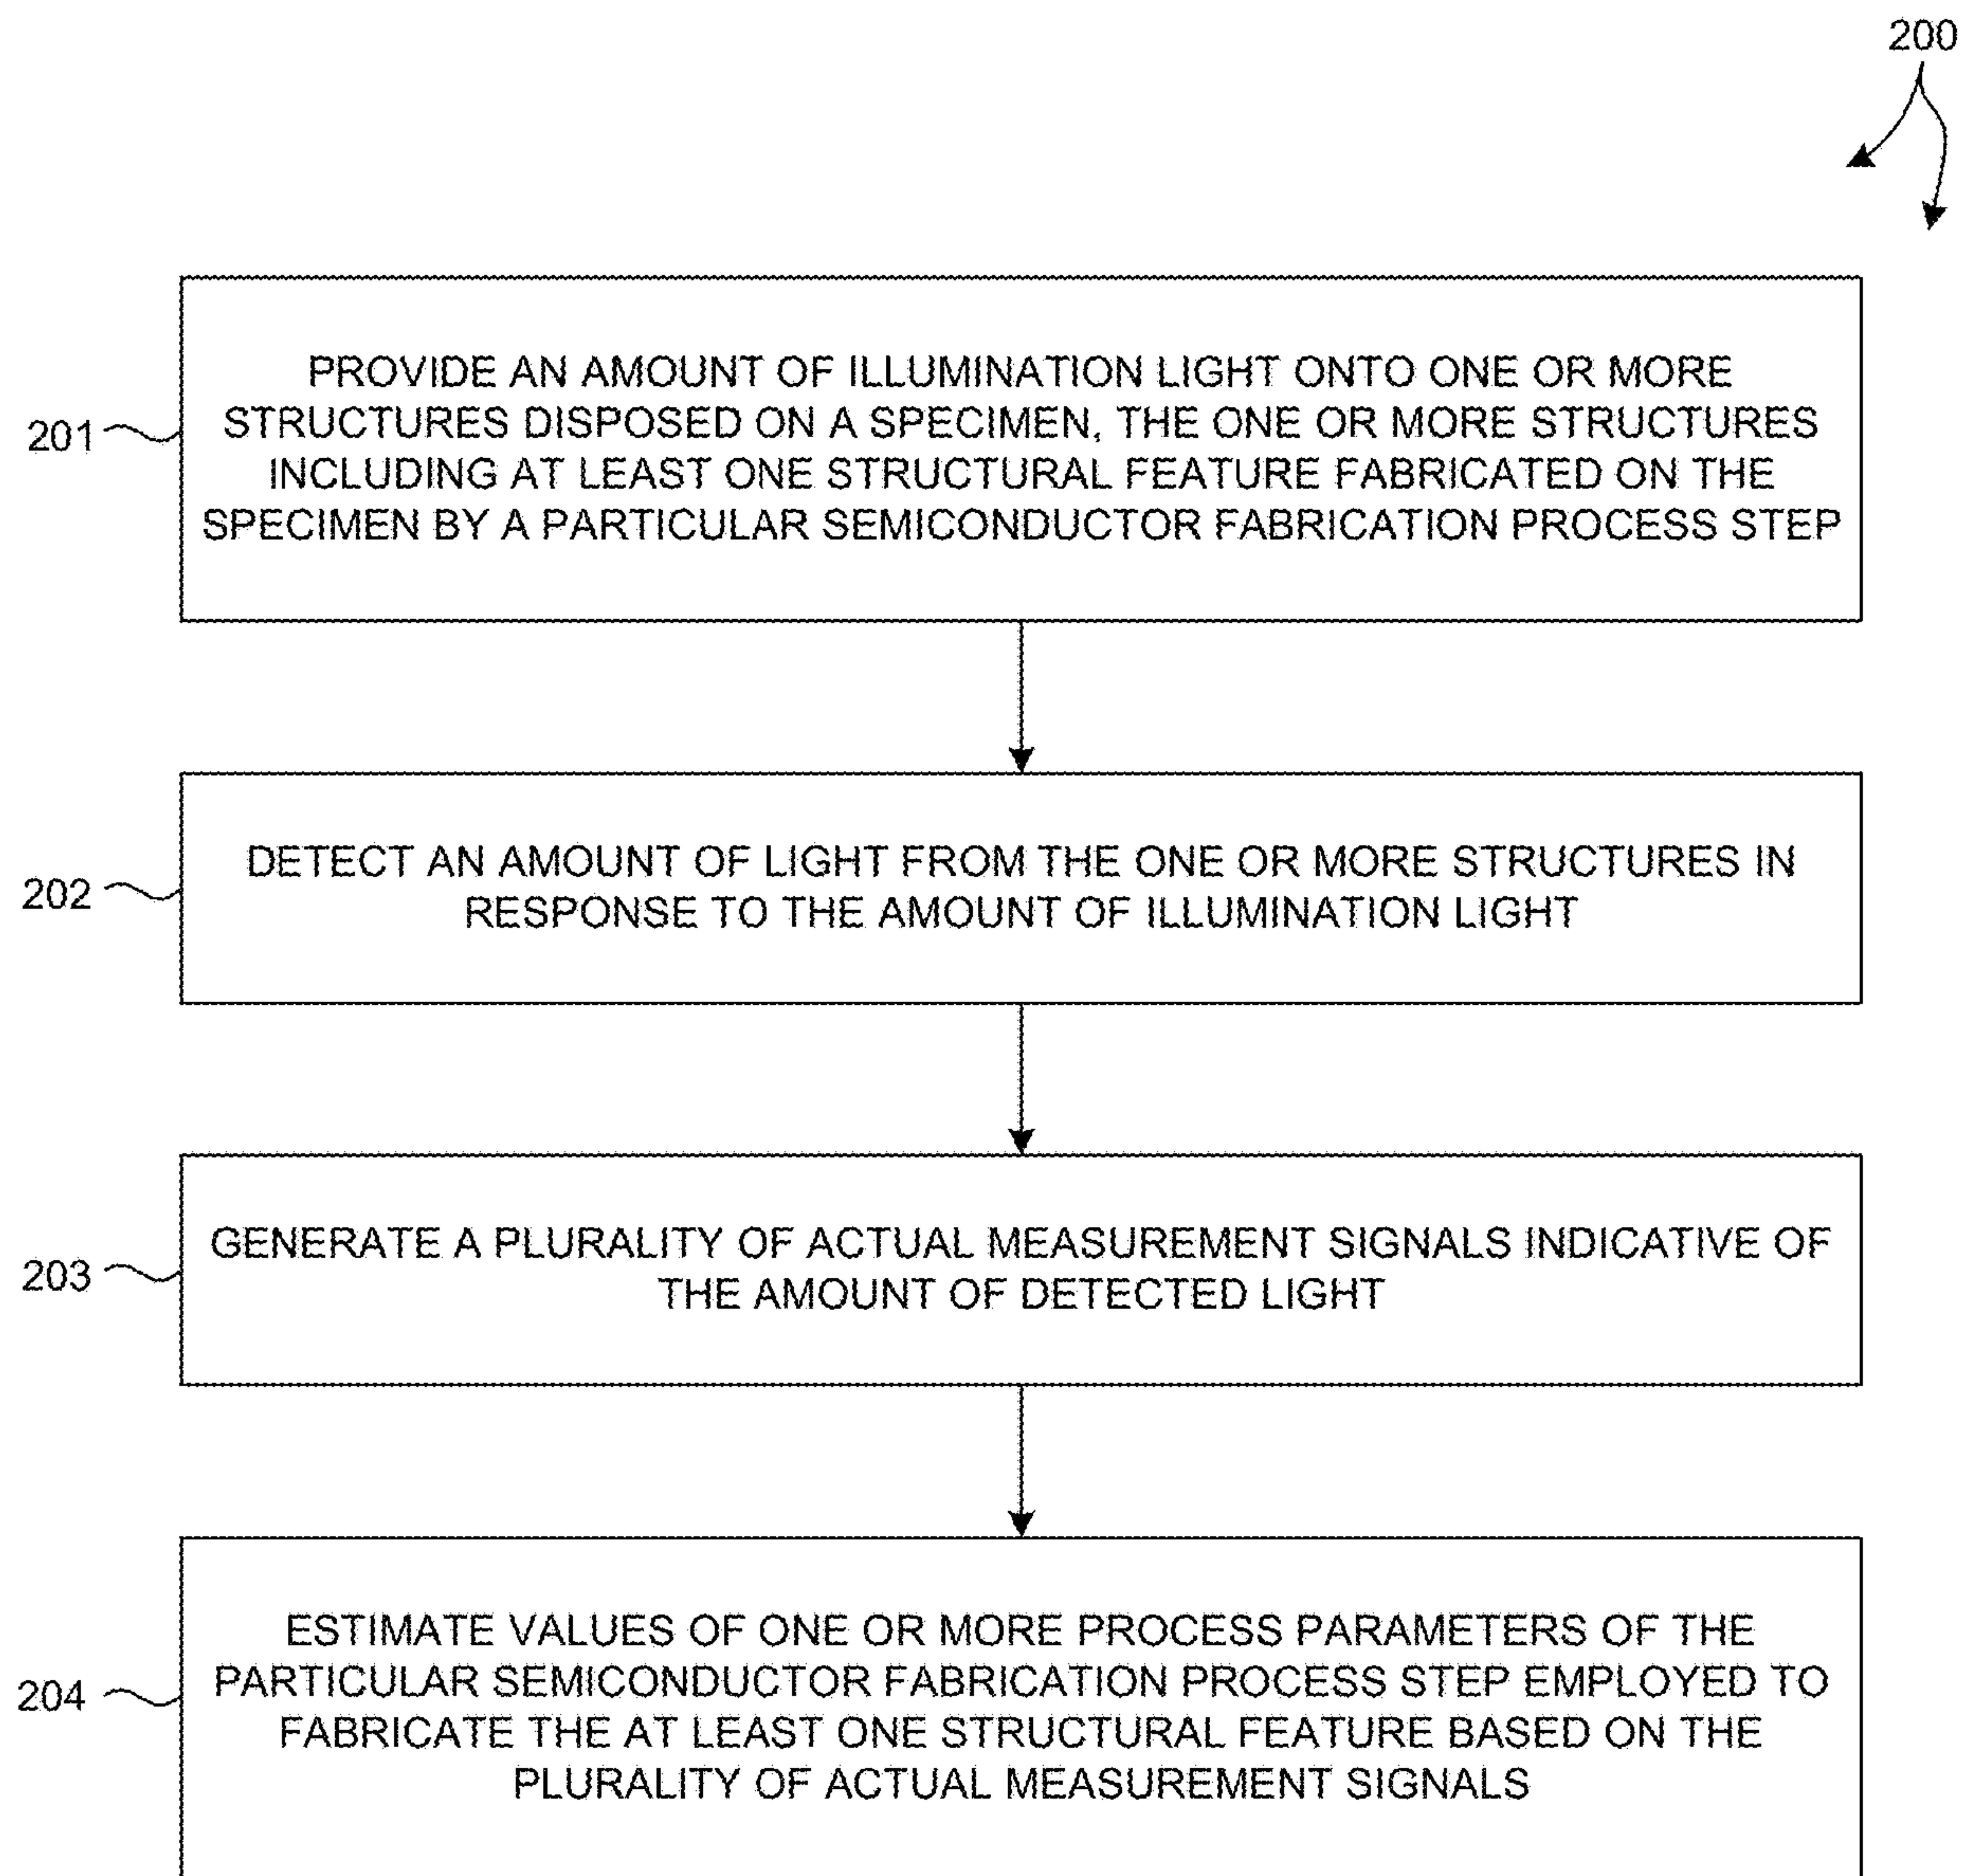 200
201
PROVIDE AN AMOUNT OF ILLUMINATION LIGHT ONTO ONE OR MORE
STRUCTURES DISPOSED ON A SPECIMEN, THE ONE OR MORE STRUCTURES
INCLUDING AT LEAST ONE STRUCTURAL FEATURE FABRICATED ON THE
SPECIMEN BY A PARTICULAR SEMICONDUCTOR FABRICATION PROCESS STEP
202
DETECT AN AMOUNT OF LIGHT FROM THE ONE OR MORE STRUCTURES IN
RESPONSE TO THE AMOUNT OF ILLUMINATION LIGHT
203
GENERATE A PLURALITY OF ACTUAL MEASUREMENT SIGNALS INDICATIVE OF
THE AMOUNT OF DETECTED LIGHT
204
ESTIMATE VALUES OF ONE OR MORE PROCESS PARAMETERS OF THE
PARTICULAR SEMICONDUCTOR FABRICATION PROCESS STEP EMPLOYED TO
FABRICATE THE AT LEAST ONE STRUCTURAL FEATURE BASED ON THE
PLURALITY OF ACTUAL MEASUREMENT SIGNALS